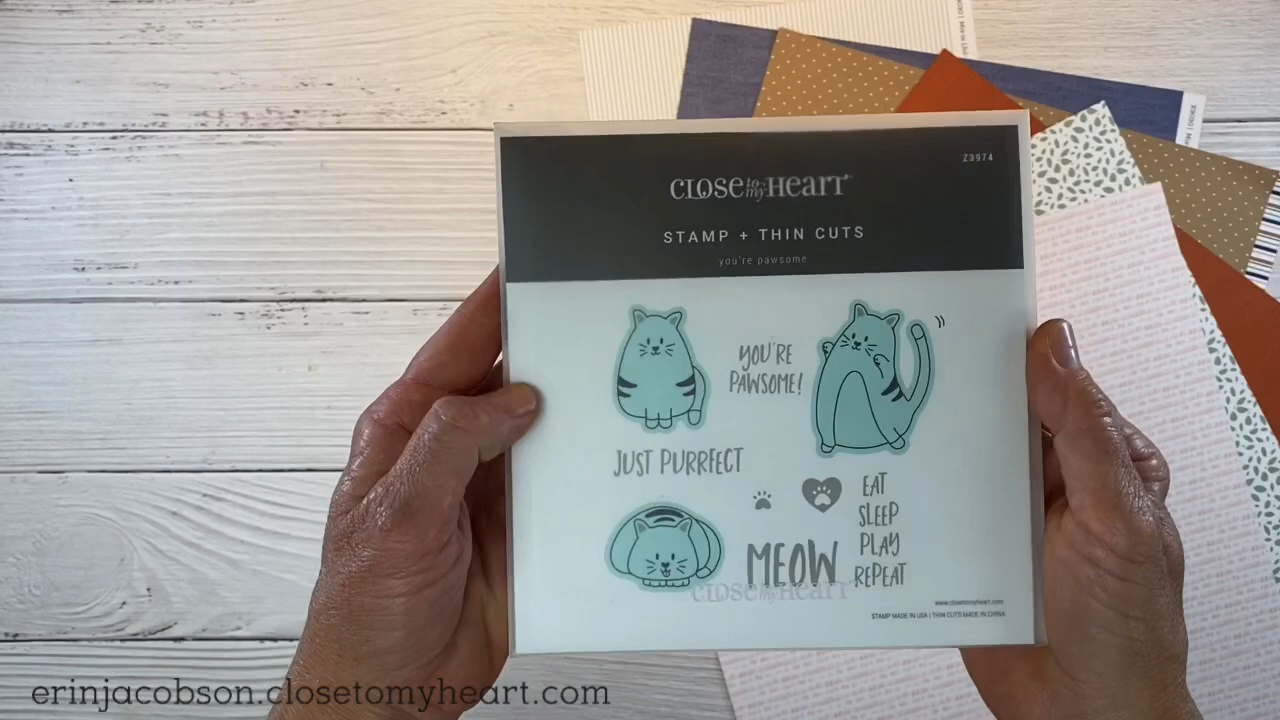 Z3974
CLOSE to my HEART
STAMP + THIN CUTS
you're pawsome
YOU'RE
PAWSOME!
JUST PURRFECT
EAT
SLEEP
PLAY
REPEAT
MEOW
CLOSE to my HEART
www.closetomyheart.com
STAMP MADE IN USA | THIN CUTS MADE IN CHINA
erinjacobson.closetomyheart.com